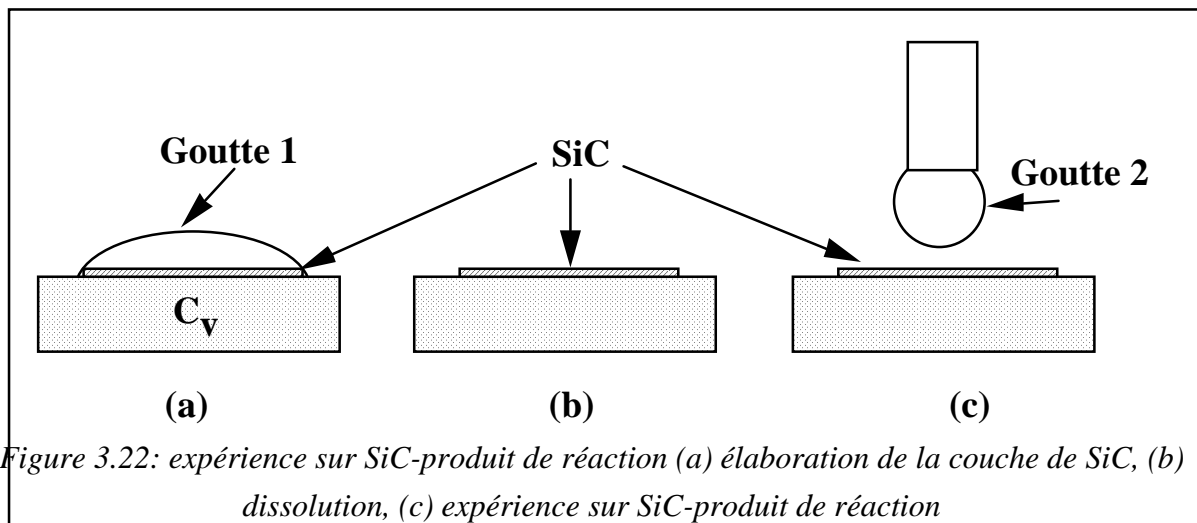 Goutte 1
SiC
Goutte 2
C_v
(a)
(b)
(c)
Figure 3.22: expérience sur SiC-produit de réaction (a) élaboration de la couche de SiC, (b)
dissolution, (c) expérience sur SiC-produit de réaction